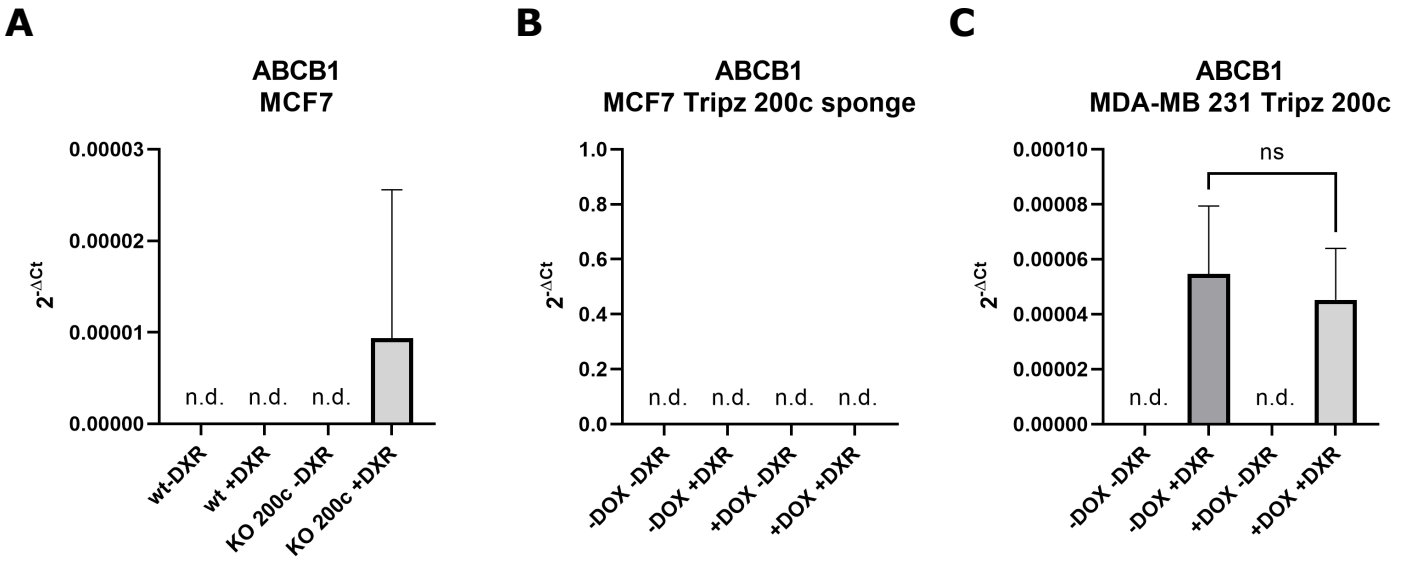 A
ABCB1
MCF7
0.00003
0.00002
0.00001
0.00000
2-ΔCt
n.d. n.d. n.d.
wt-DXR
wt +DXR
KO 200c -DXR
KO 200c +DXR
B
ABCB1
MCF7 Tripz 200c sponge
1.0
0.8
0.6
0.4
0.2
0.0
2-ΔCt
n.d. n.d. n.d. n.d.
-DOX -DXR
-DOX +DXR
+DOX -DXR
+DOX +DXR
C
ABCB1
MDA-MB 231 Tripz 200c
0.00010
0.00008
0.00006
0.00004
0.00002
0.00000
2-ΔCt
ns
n.d. n.d.
-DOX -DXR
-DOX +DXR
+DOX -DXR
+DOX +DXR